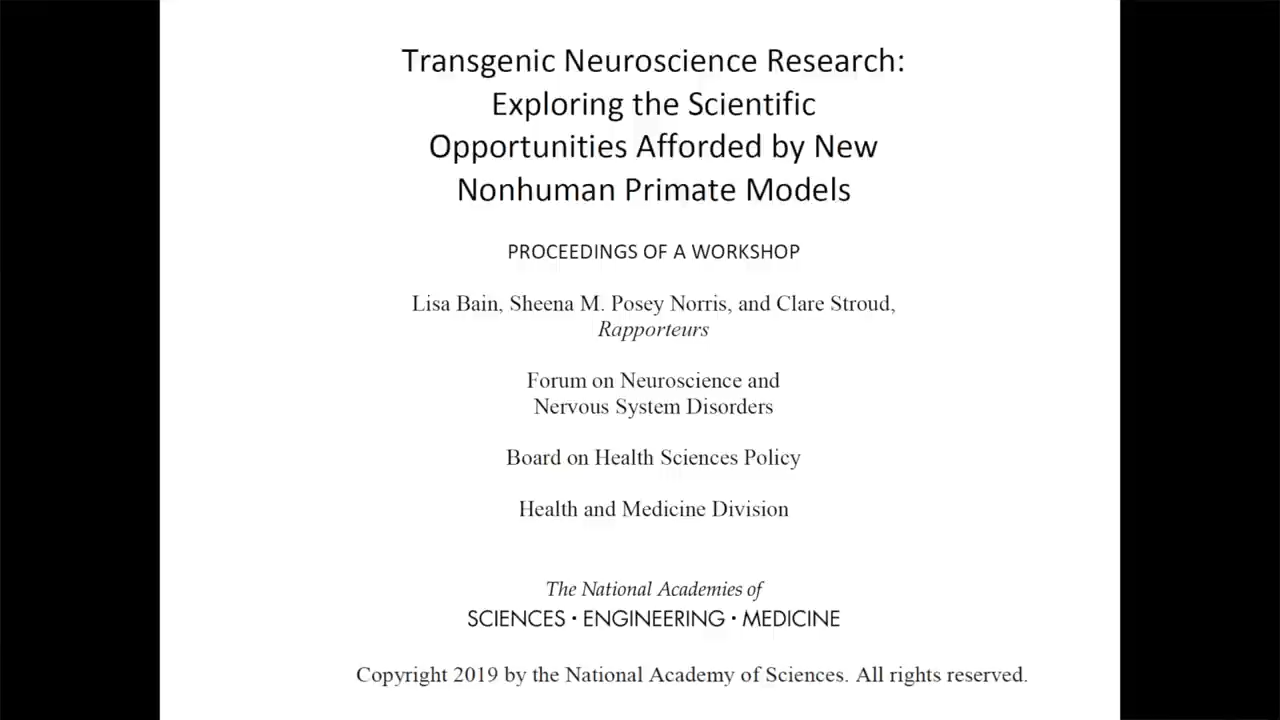 Transgenic Neuroscience Research:
Exploring the Scientific
Opportunities Afforded by New
Nonhuman Primate Models
PROCEEDINGS OF A WORKSHOP
Lisa Bain, Sheena M. Posey Norris, and Clare Stroud,
Rapporteurs
Forum on Neuroscience and
Nervous System Disorders
Board on Health Sciences Policy
Health and Medicine Division
The National Academies of
SCIENCES · ENGINEERING · MEDICINE
Copyright 2019 by the National Academy of Sciences. All rights reserved.